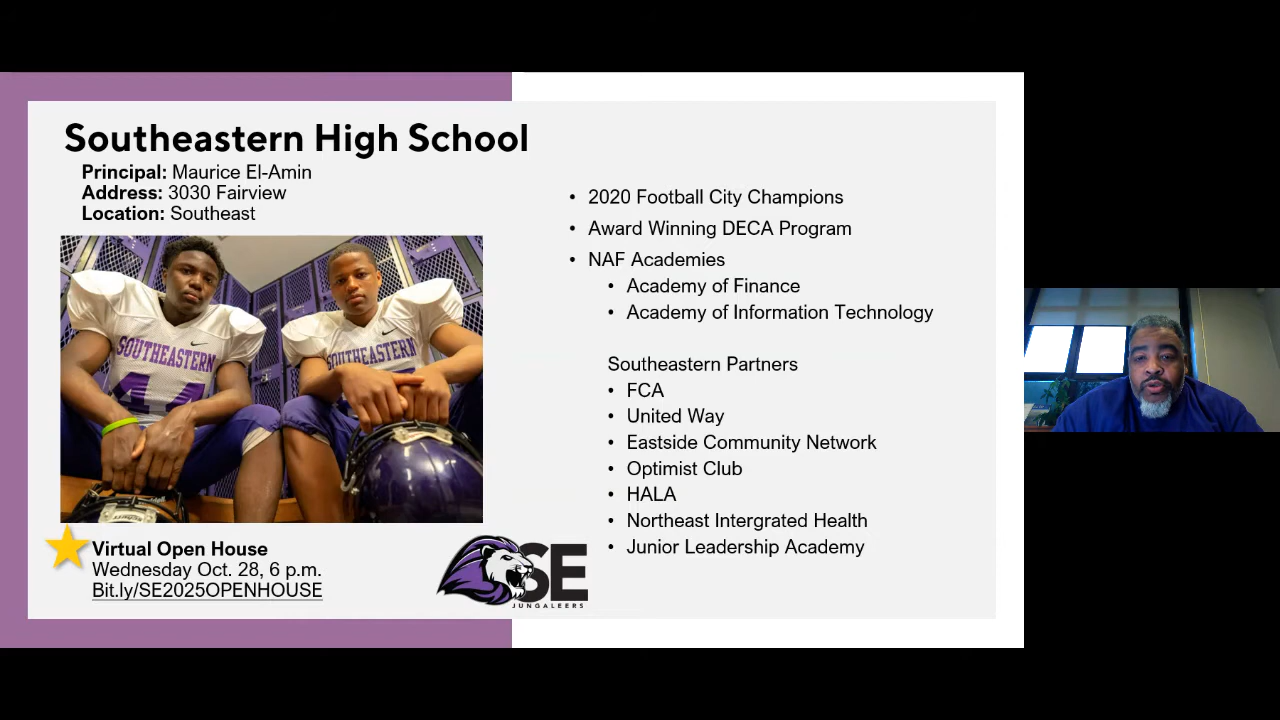 Southeastern High School
Principal: Maurice El-Amin
Address: 3030 Fairview
Location: Southeast
SOUTHEASTERN
44
SOUTHEASTERN
Virtual Open House
Wednesday Oct. 28, 6 p.m.
Bit.ly/SE2025OPENHOUSE
SE
JUNGALEERS
• 2020 Football City Champions
• Award Winning DECA Program
• NAF Academies
• Academy of Finance
• Academy of Information Technology
Southeastern Partners
• FCA
• United Way
• Eastside Community Network
• Optimist Club
• HALA
• Northeast Intergrated Health
• Junior Leadership Academy